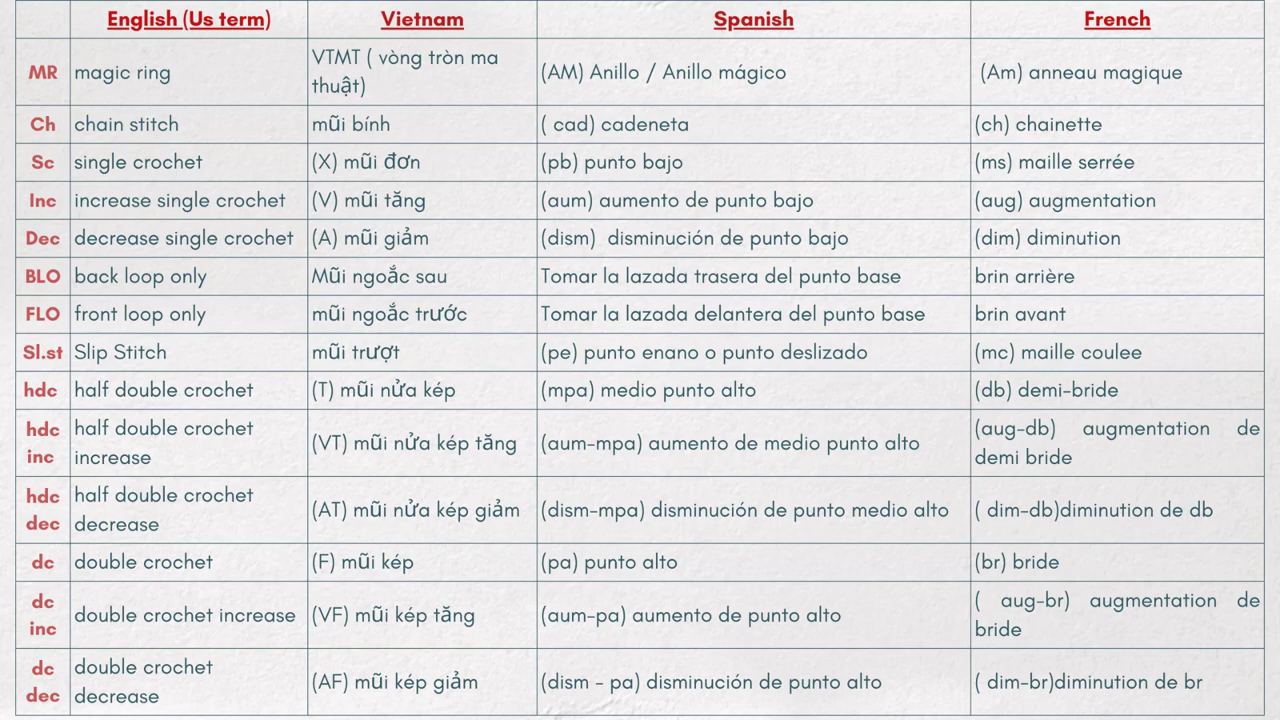 English (Us term) Vietnam Spanish French
MR magic ring VTMT ( vòng tròn ma thuật) (AM) Anillo / Anillo mágico (Am) anneau magique
Ch chain stitch mũi bính (cad) cadeneta (ch) chainette
Sc single crochet (X) mũi đơn (pb) punto bajo (ms) maille serrée
Inc increase single crochet (V) mũi tăng (aum) aumento de punto bajo (aug) augmentation
Dec decrease single crochet (A) mũi giảm (dism) disminución de punto bajo (dim) diminution
BLO back loop only Mũi ngoắc sau Tomar la lazada trasera del punto base brin arrière
FLO front loop only mũi ngoắc trước Tomar la lazada delantera del punto base brin avant
Sl.st Slip Stitch mũi trượt (pe) punto enano o punto deslizado (mc) maille coulee
hdc half double crochet (T) mũi nửa kép (mpa) medio punto alto (db) demi-bride
hdc inc half double crochet increase (VT) mũi nửa kép tăng (aum-mpa) aumento de medio punto alto (aug-db) augmentation de demi bride
hdc dec half double crochet decrease (AT) mũi nửa kép giảm (dism-mpa) disminución de punto medio alto ( dim-db)diminution de db
dc double crochet (F) mũi kép (pa) punto alto (br) bride
dc inc double crochet increase (VF) mũi kép tăng (aum-pa) aumento de punto alto ( aug-br) augmentation de bride
dc dec double crochet decrease (AF) mũi kép giảm (dism - pa) disminución de punto alto ( dim-br)diminution de br